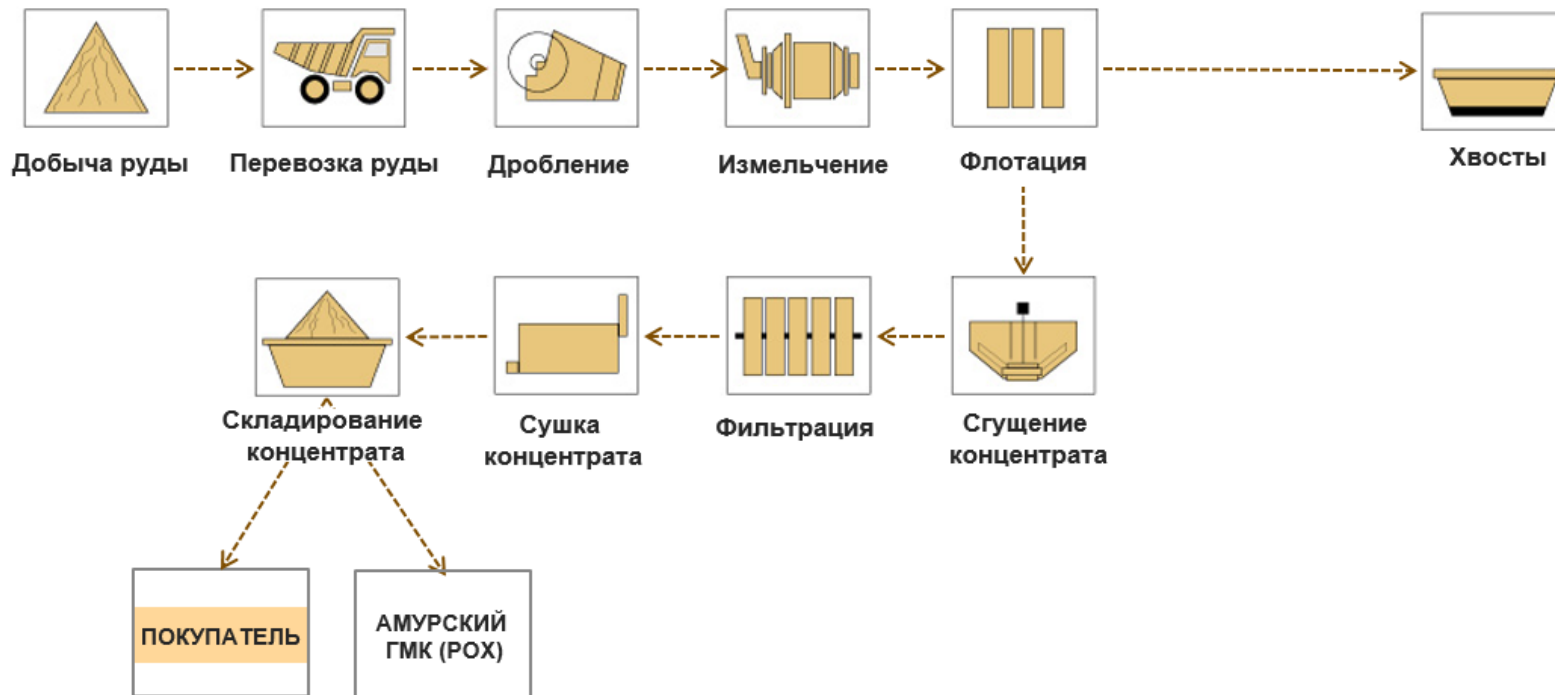 Добыча руды
Перевозка руды
Дробление
Измельчение
Флотация
Хвосты
Складирование
концентрата
Сушка
концентрата
Фильтрация
Сгущение
концентрата
ПОКУПАТЕЛЬ
АМУРСКИЙ
ГМК (POX)